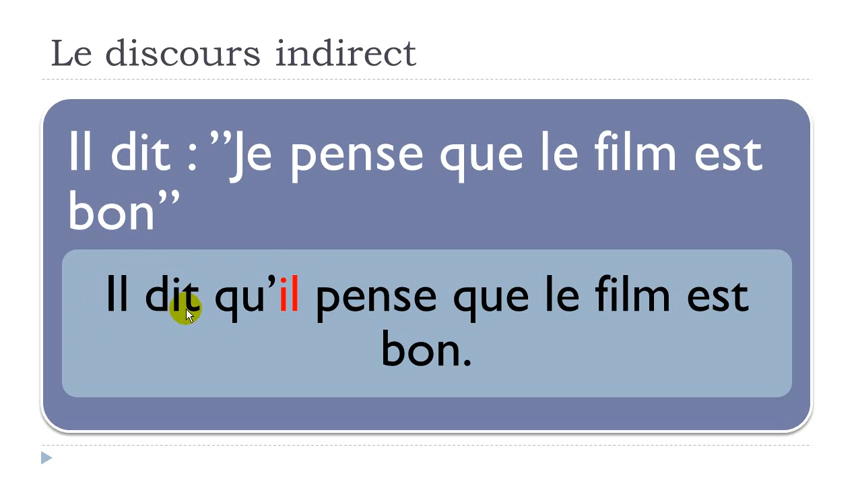 Le discours indirect
Il dit : ”Je pense que le film est
bon”
Il dit qu’il pense que le film est
bon.